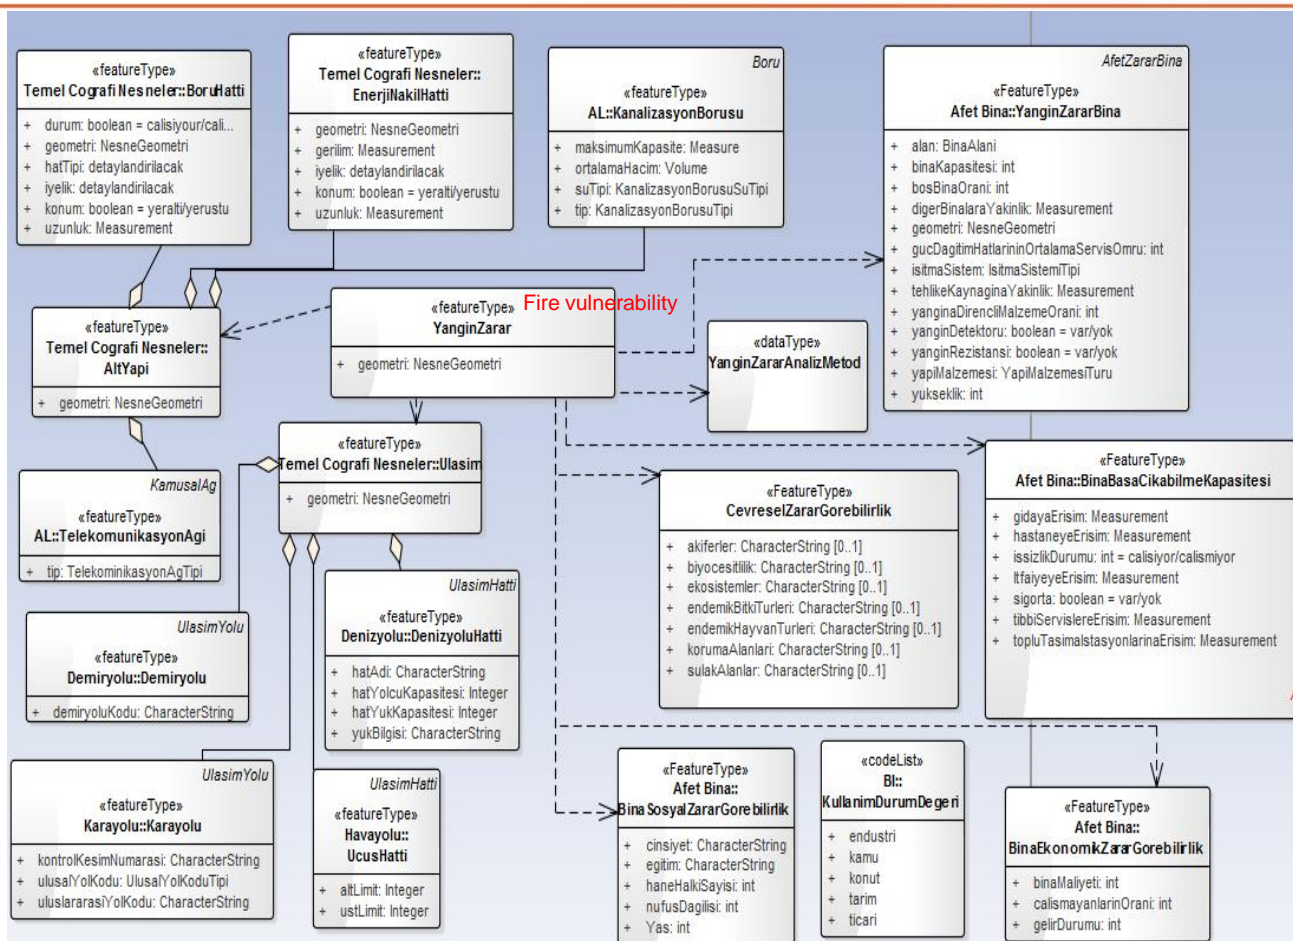 «featureType»
Temel Cografi Nesneler::BoruHatti
+ durum: boolean = calisiyour/cali...
+ geometri: NesneGeometri
+ hatTipi: detaylandirilacak
+ iyelik: detaylandirilacak
+ konum: boolean = yeralti/yerustu
+ uzunluk: Measurement
«featureType»
Temel Cografi Nesneler::
EnerjiNakilHatti
+ geometri: NesneGeometri
+ gerilim: Measurement
+ iyelik: detaylandirilacak
+ konum: boolean = yeralti/yerustu
+ uzunluk: Measurement
Boru
«featureType»
AL::KanalizasyonBorusu
+ maksimumKapasite: Measure
+ ortalamaHacim: Volume
+ suTipi: KanalizasyonBorusuSuTipi
+ tip: KanalizasyonBorusuTipi
AfetZararBina
«FeatureType»
Afet Bina::YanginZararBina
+ alan: BinaAlani
+ binaKapasitesi: int
+ bosBinaOrani: int
+ digerBinalaraYakinlik: Measurement
+ geometri: NesneGeometri
+ gucDagitimHatlarininOrtalamaServisOmru: int
+ isitmaSistem: IsitmaSistemiTipi
+ tehlikeKaynaginaYakinlik: Measurement
+ yanginaDirencliMalzemeOrani: int
+ yanginDetektoru: boolean = var/yok
+ yanginRezistansi: boolean = var/yok
+ yapiMalzemesi: YapiMalzemesiTuru
+ yukseklik: int
«featureType»
Temel Cografi Nesneler::
AltYapi
+ geometri: NesneGeometri
«featureType» Fire vulnerability
YanginZarar
+ geometri: NesneGeometri
«dataType»
YanginZararAnalizMetod
«featureType»
Temel Cografi Nesneler::Ulasim
+ geometri: NesneGeometri
KamusalAg
«featureType»
AL::TelekomunikasyonAgi
+ tip: TelekominikasyonAgTipi
«FeatureType»
CevreselZararGorebilirlik
+ akiferler: CharacterString [0..1]
+ biyocesitlilik: CharacterString [0..1]
+ ekosistemler: CharacterString [0..1]
+ endemikBitkiTurleri: CharacterString [0..1]
+ endemikHayvanTurleri: CharacterString [0..1]
+ korumaAlanlari: CharacterString [0..1]
+ sulakAlanlar: CharacterString [0..1]
«FeatureType»
Afet Bina::BinaBasaCikabilmeKapasitesi
+ gidayaErisim: Measurement
+ hastaneyeErisim: Measurement
+ issizlikDurumu: int = calisiyor/calismiyor
+ ItfaiyeyeErisim: Measurement
+ sigorta: boolean = var/yok
+ tibbiServislereErisim: Measurement
+ topluTasimaIstasyonlarinaErisim: Measurement
UlasimYolu
«featureType»
Demiryolu::Demiryolu
+ demiryoluKodu: CharacterString
UlasimHatti
«featureType»
Denizyolu::DenizyoluHatti
+ hatAdi: CharacterString
+ hatYolcuKapasitesi: Integer
+ hatYukKapasitesi: Integer
+ yukBilgisi: CharacterString
UlasimYolu
«featureType»
Karayolu::Karayolu
+ kontrolKesimNumarasi: CharacterString
+ ulusalYolKodu: UlusalYolKoduTipi
+ uluslararasiYolKodu: CharacterString
UlasimHatti
«featureType»
Havayolu::
UcusHatti
+ altLimit: Integer
+ ustLimit: Integer
«FeatureType»
Afet Bina::
BinaSosyalZararGorebilirlik
+ cinsiyet: CharacterString
+ egitim: CharacterString
+ haneHalkiSayisi: int
+ nufusDagilisi: int
+ Yas: int
«codeList»
BI::
KullanimDurumDegeri
+ endustri
+ kamu
+ konut
+ tarim
+ ticari
«FeatureType»
Afet Bina::
BinaEkonomikZararGorebilirlik
+ binaMaliyeti: int
+ calismayanlarinOrani: int
+ gelirDurumu: int